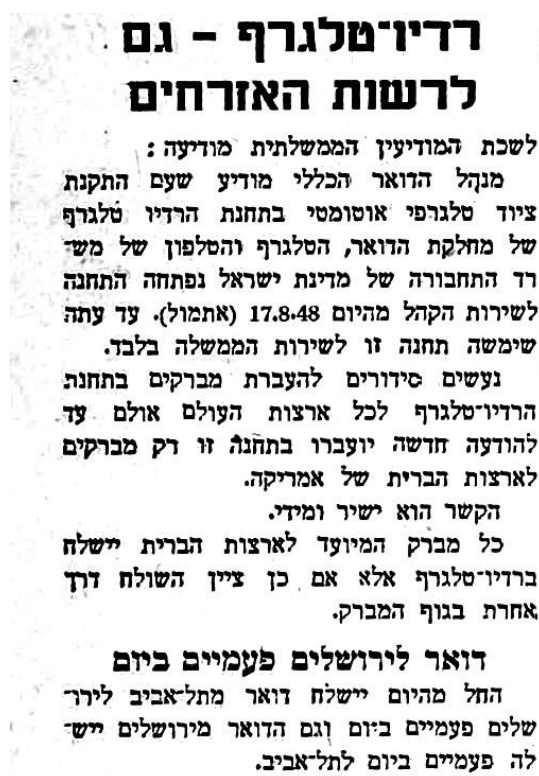 רדיו־טלגרף – גם
לרשות האזרחים
לשכת המודיעין הממשלתית מודיעה:
מנהל הדואר הכללי מודיע שעם התקנת
ציוד טלגרפי אוטומטי בתחנת הרדיו טלגרף
של מחלקת הדואר, הטלגרף והטלפון של מש־
רד התחבורה של מדינת ישראל נפתחה התחנה
לשירות הקהל מהיום 17.8.48 (אתמול). עד עתה
שימשה תחנה זו לשירות הממשלה בלבד.
נעשים סידורים להעברת מברקים בתחנת
הרדיו־טלגרף לכל ארצות העולם אולם עד
להודעה חדשה יועברו בתחנה זו רק מברקים
לארצות הברית של אמריקה.
הקשר הוא ישיר ומידי.
כל מברק המיועד לארצות הברית יישלח
ברדיו־טלגרף אלא אם כן ציין השולח דרך
אחרת בגוף המברק.
דואר לירושלים פעמיים ביום
החל מהיום יישלח דואר מתל־אביב לירו־
שלים פעמיים ביום וגם הדואר מירושלים ייש־
לח פעמיים ביום לתל־אביב.